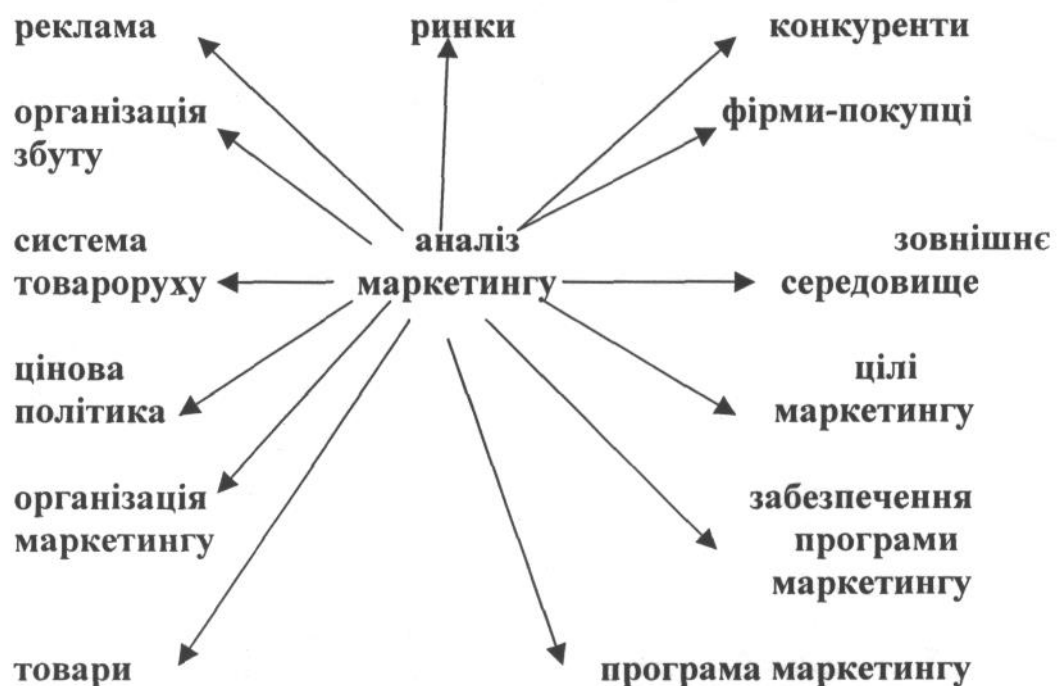 реклама
ринки
конкуренти
організація
збуту
фірми-покупці
система
товароруху
аналіз
маркетингу
зовнішнє
середовище
цінова
політика
цілі
маркетингу
організація
маркетингу
забезпечення
програми
маркетингу
товари
програма маркетингу